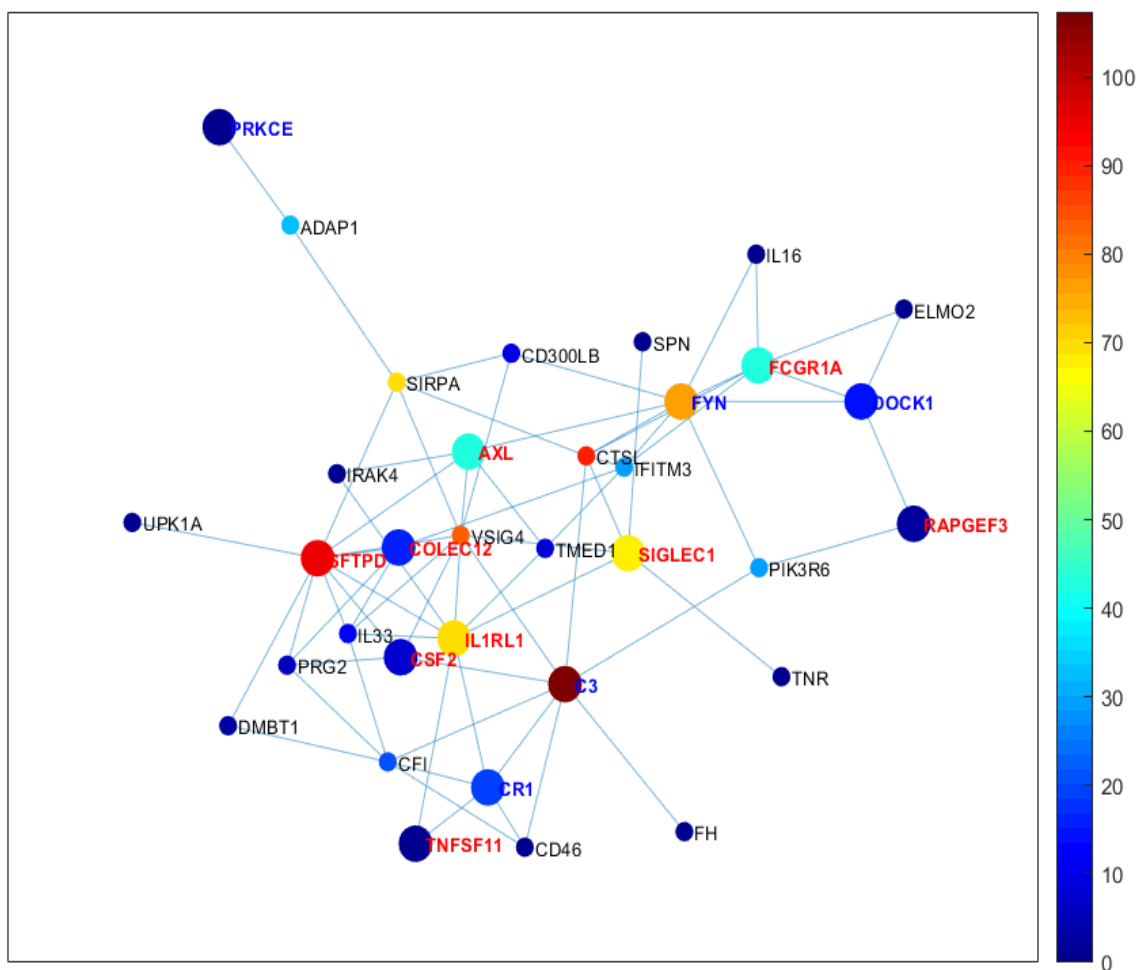 PRKCE
ADAP1
IL16
ELMO2
SPN
CD300LB
FCGR1A
SIRPA
FYN
DOCK1
AXL
CTSL
IFITM3
IRAK4
UPK1A
RAPGEF3
VSIG4
COLEC12
TMED1
SIGLEC1
SFTPD
PIK3R6
IL33
IL1RL1
CSF2
PRG2
TNR
C3
DMBT1
CFI
CR1
FH
TNFSF11
CD46
100
90
80
70
60
50
40
30
20
10
0